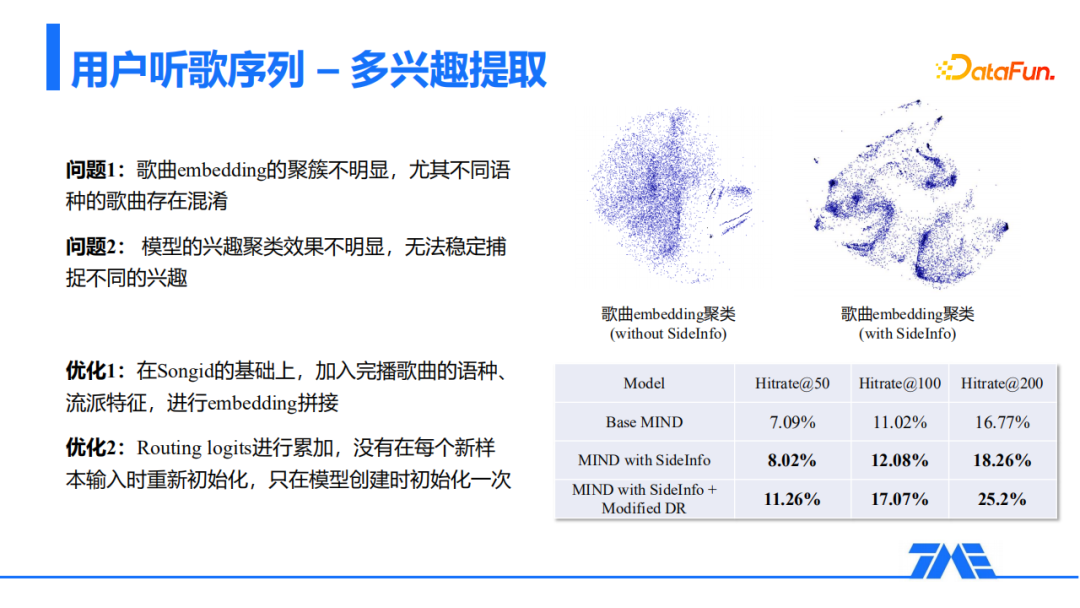 用户听歌序列 – 多兴趣提取
DataFun.
问题1：歌曲embedding的聚簇不明显，尤其不同语
种的歌曲存在混淆
问题2： 模型的兴趣聚类效果不明显，无法稳定捕
捉不同的兴趣
优化1：在Songid的基础上，加入完播歌曲的语种、
流派特征，进行embedding拼接
优化2：Routing logits进行累加，没有在每个新样
本输入时重新初始化，只在模型创建时初始化一次
歌曲embedding聚类
(without SideInfo)
歌曲embedding聚类
(with SideInfo)
Model Hitrate@50 Hitrate@100 Hitrate@200
Base MIND 7.09% 11.02% 16.77%
MIND with SideInfo 8.02% 12.08% 18.26%
MIND with SideInfo +
Modified DR 11.26% 17.07% 25.2%
TME